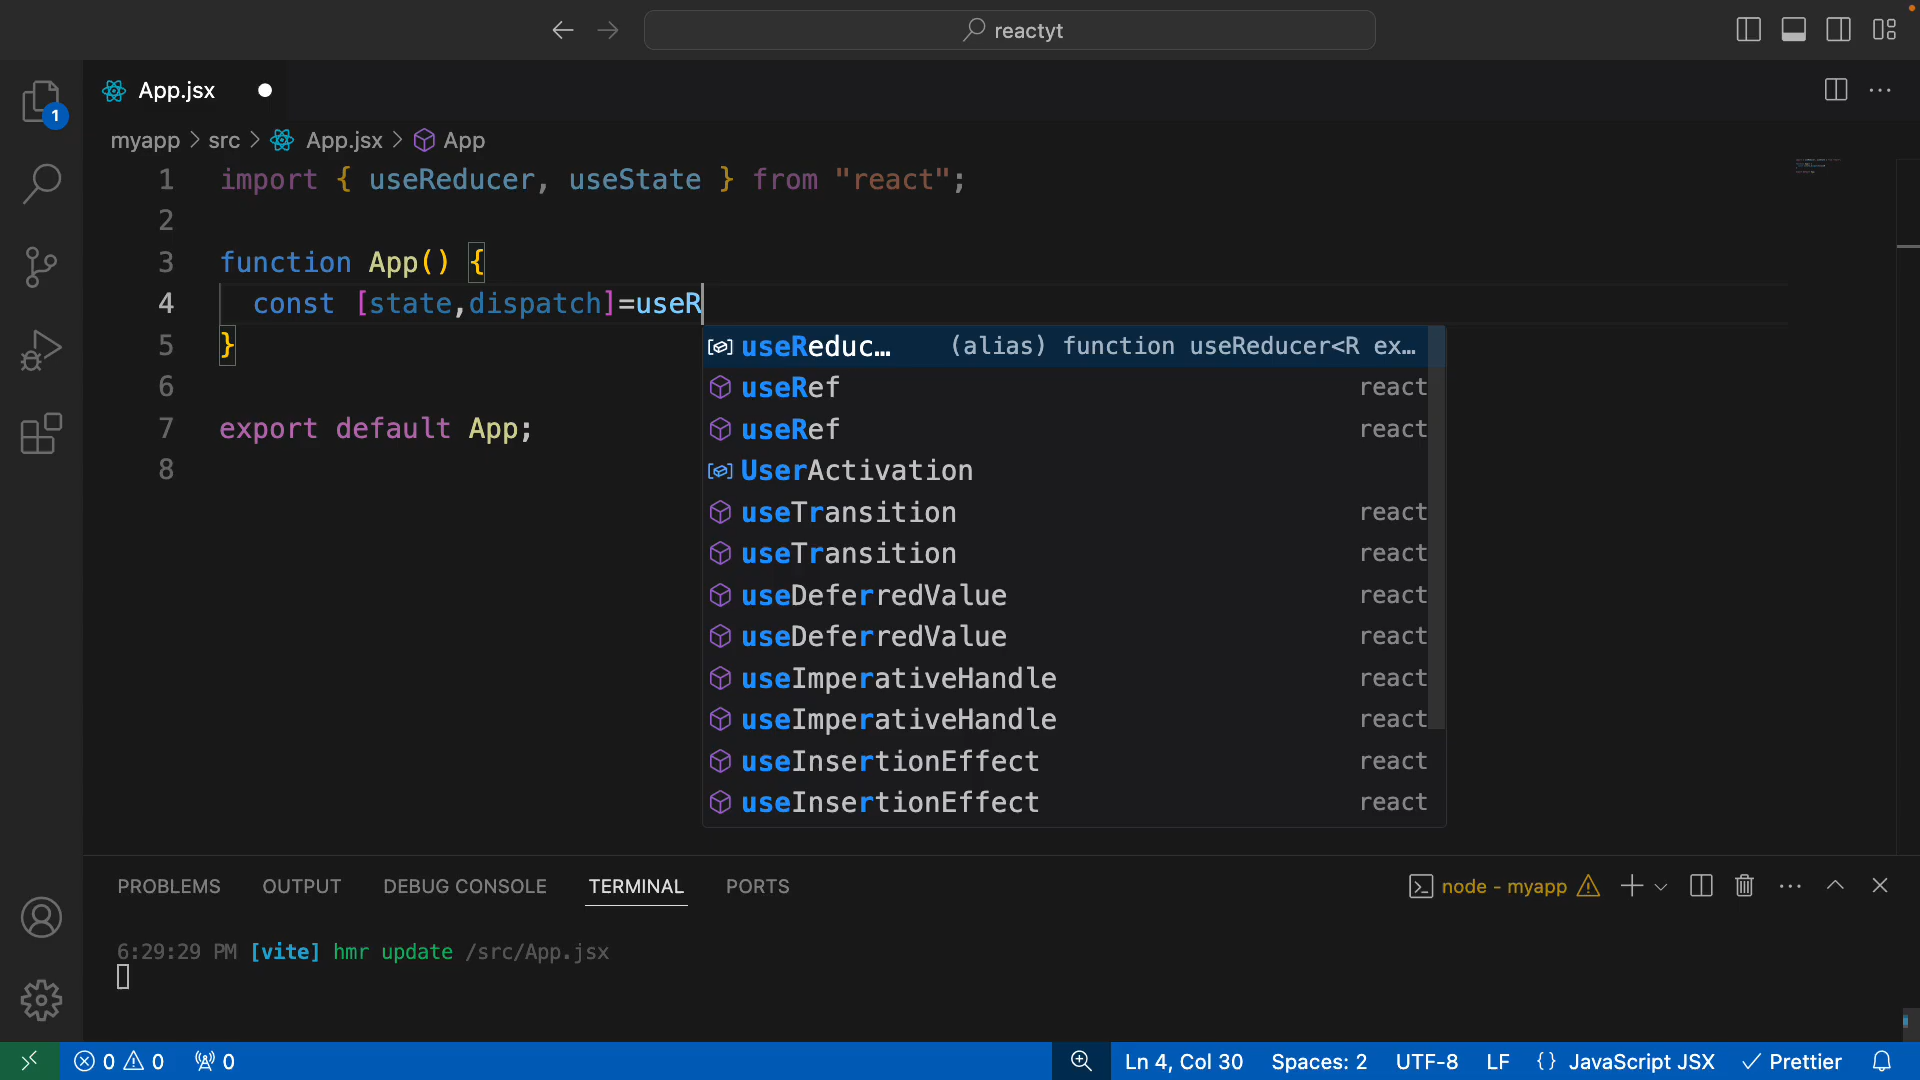 reactyt
1
App.jsx
myapp > src > App.jsx > App
1 import { useReducer, useState } from "react";
2
3 function App() {
4 const [state,dispatch]=useR
5 }
6
7 export default App;
8
useReduc… (alias) function useReducer<R ex…
useRef react
useRef react
UserActivation
useTransition react
useTransition react
useDeferredValue react
useDeferredValue react
useImperativeHandle react
useImperativeHandle react
useInsertionEffect react
useInsertionEffect react
PROBLEMS OUTPUT DEBUG CONSOLE TERMINAL PORTS node - myapp
6:29:29 PM [vite] hmr update /src/App.jsx
0 0 0 Ln 4, Col 30 Spaces: 2 UTF-8 LF {} JavaScript JSX Prettier